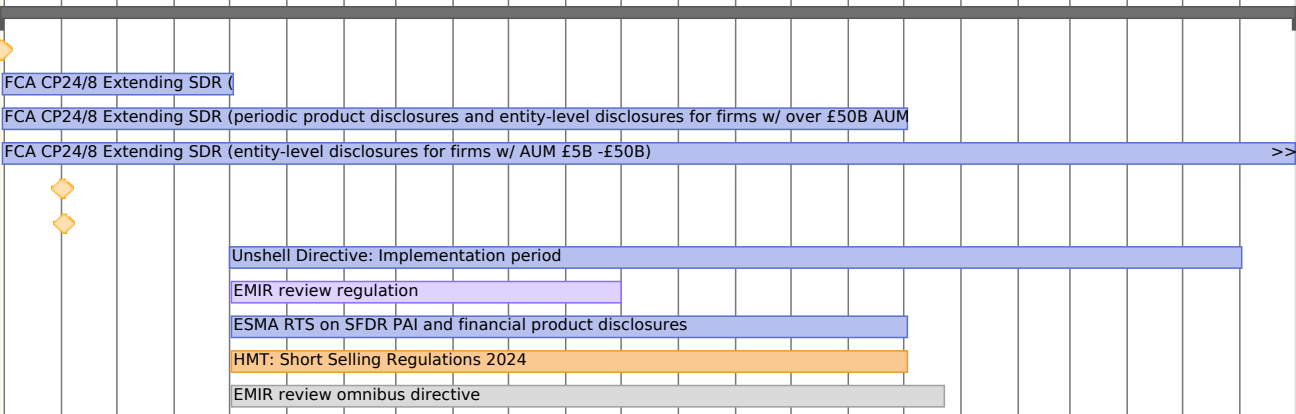 FCA CP24/8 Extending SDR (
FCA CP24/8 Extending SDR (periodic product disclosures and entity-level disclosures for firms w/ over £50B AUM
FCA CP24/8 Extending SDR (entity-level disclosures for firms w/ AUM £5B -£50B) >>
Unshell Directive: Implementation period
EMIR review regulation
ESMA RTS on SFDR PAI and financial product disclosures
HMT: Short Selling Regulations 2024
EMIR review omnibus directive